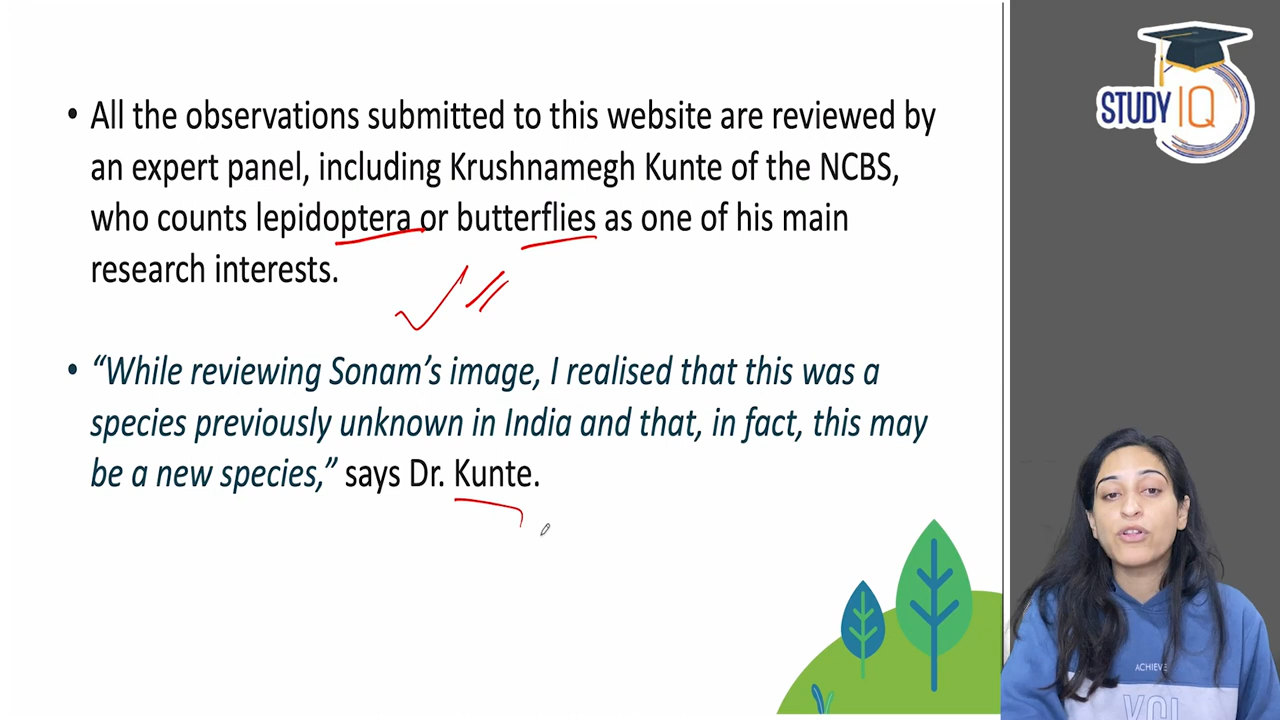 • All the observations submitted to this website are reviewed by
an expert panel, including Krushnamegh Kunte of the NCBS,
who counts lepidoptera or butterflies as one of his main
research interests.
• “While reviewing Sonam’s image, I realised that this was a
species previously unknown in India and that, in fact, this may
be a new species,” says Dr. Kunte.
STUDY IQ
ACHIEVE